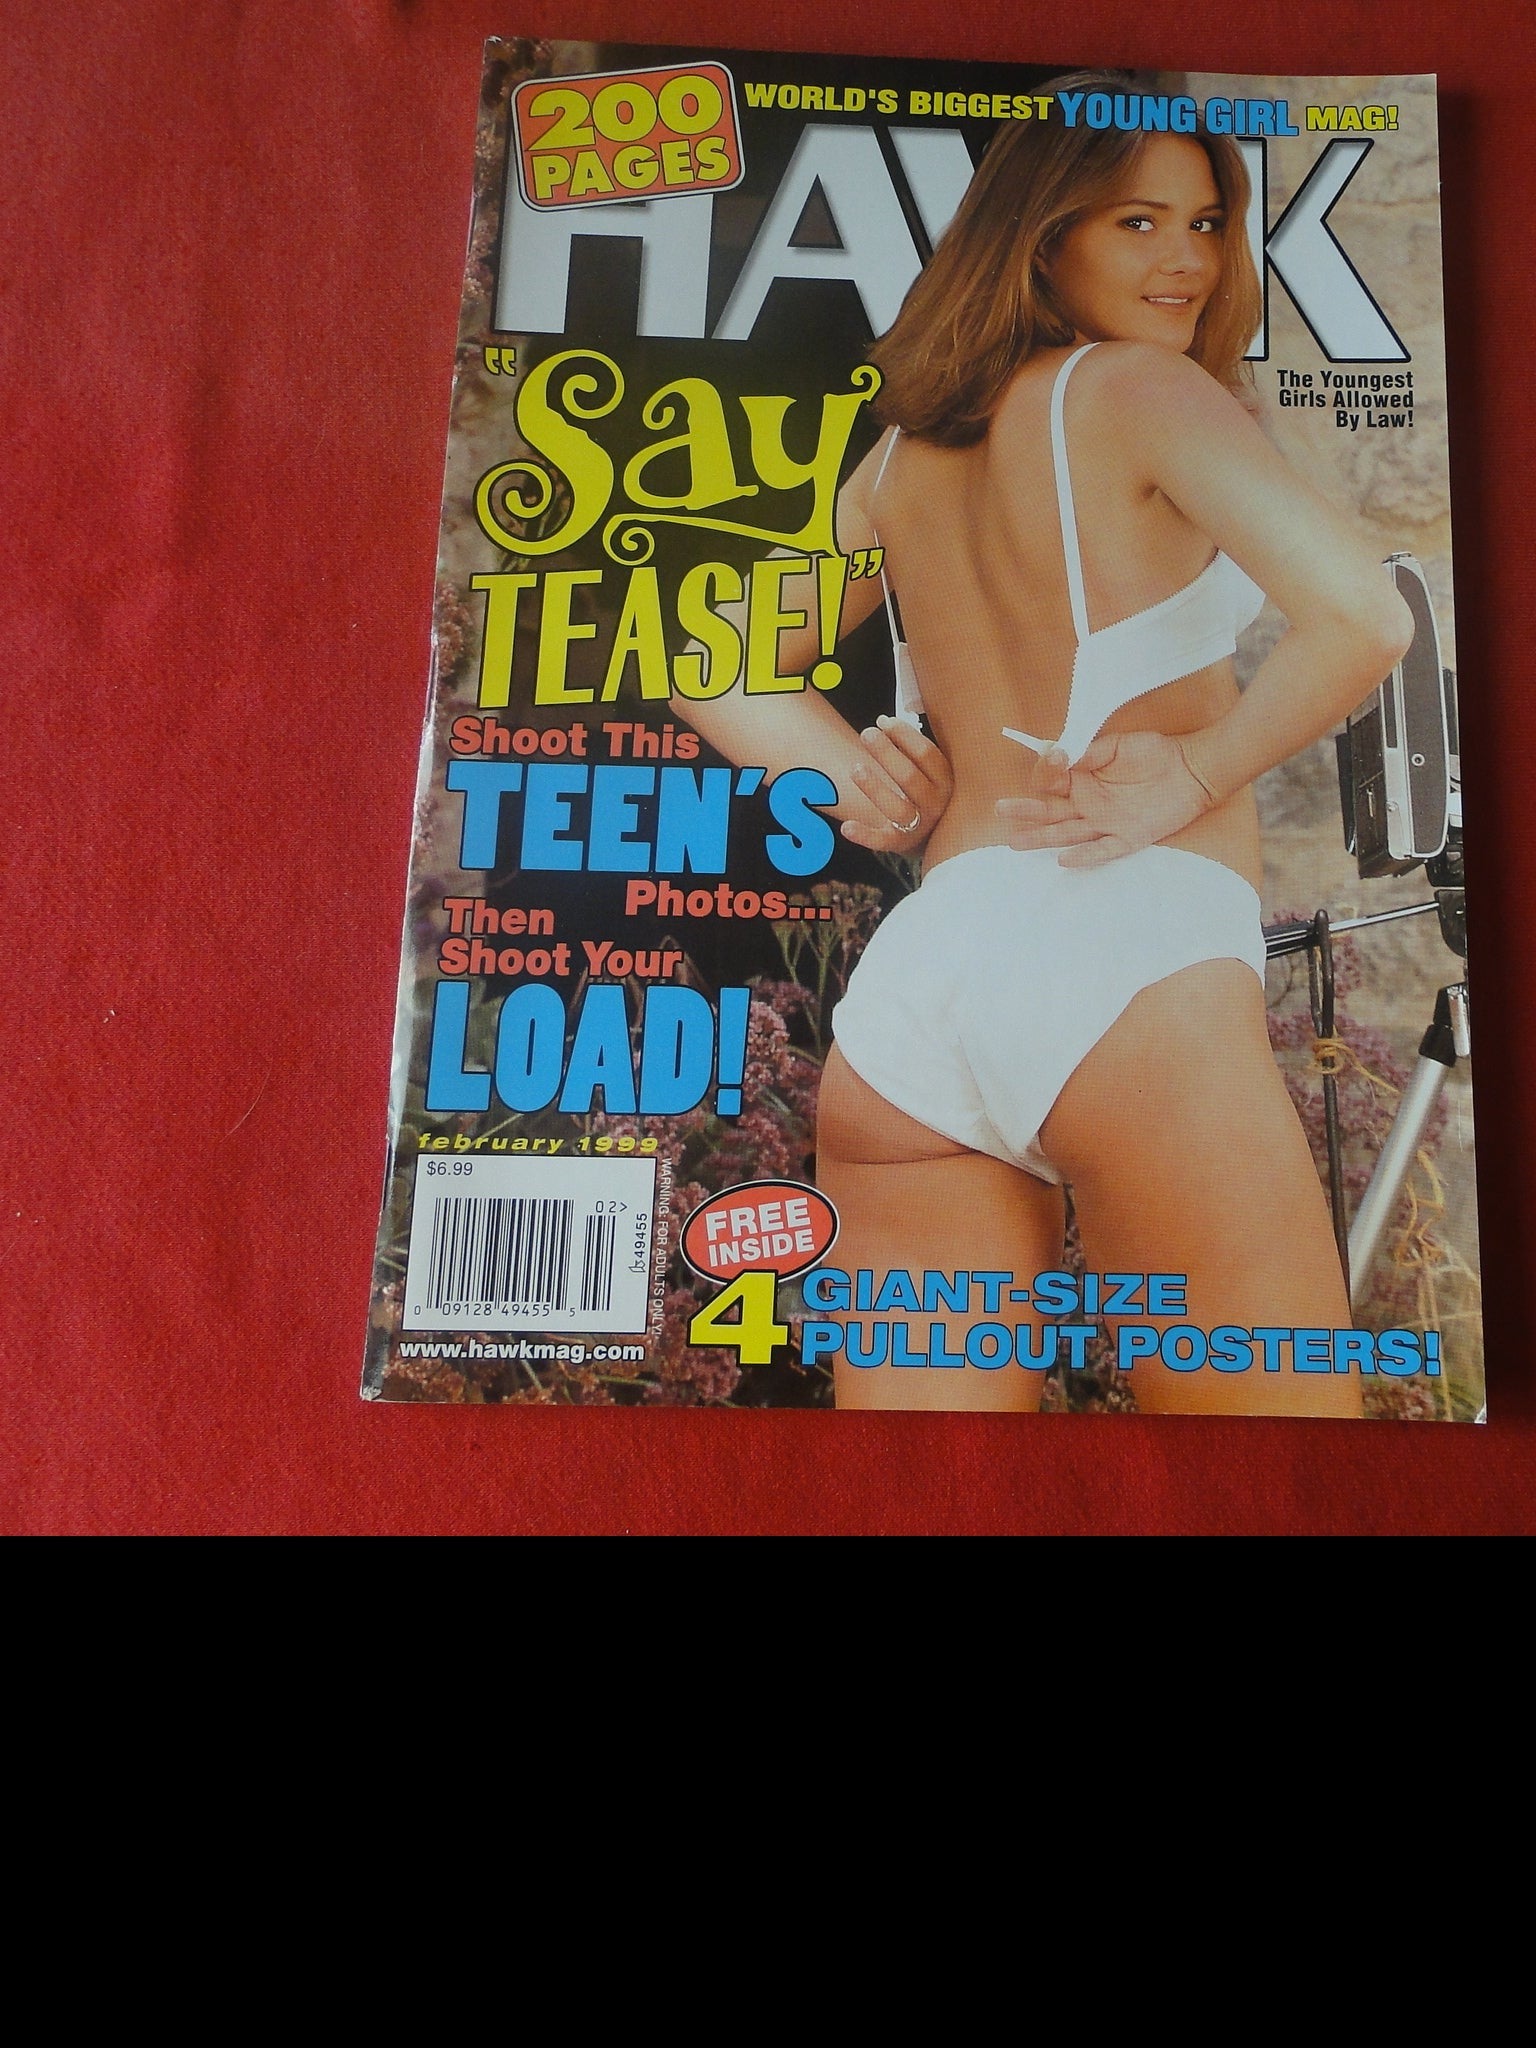 200
PAGES
WORLD'S BIGGEST YOUNG GIRL MAG!
HAWK
The Youngest
Girls Allowed
By Law!
"Say
TEASE!"
Shoot This
TEEN'S
Photos...
Then
Shoot Your
LOAD!
february 1999
$6.99
02>
49455
0 09128 49455 5
WARNING: FOR ADULTS ONLY!
www.hawkmag.com
FREE
INSIDE
4 GIANT-SIZE
PULLOUT POSTERS!